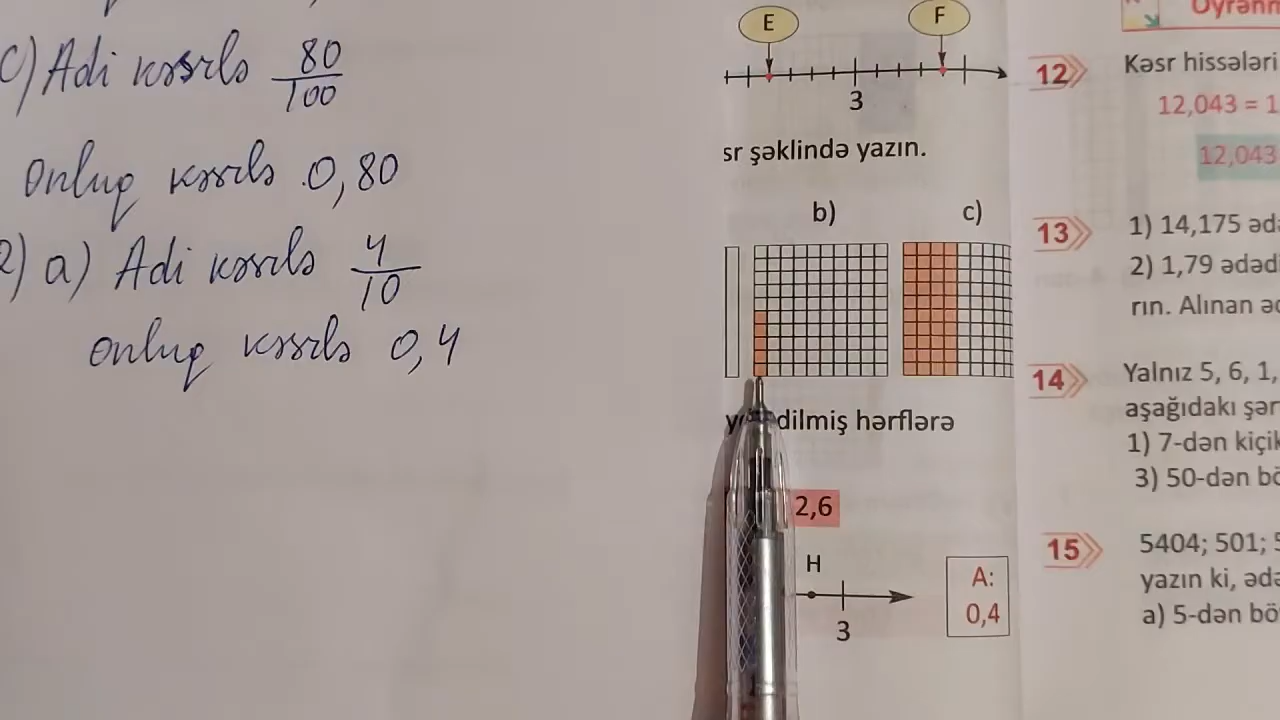 C) Adi kəsrlə 80/100
Onluq kəsrlə 0,80
2) a) Adi kəsrlə 4/10
onluq kəsrlə 0,4
E F
3
sr şəklində yazın.
b) c)
dilmiş hərflərə
2,6
H
3
A:
0,4
Öyrənm
12 Kəsr hissələri
12,043 = 1
12,043
13 1) 14,175 əd
2) 1,79 ədəd
rın. Alınan
14 Yalnız 5, 6, 1,
aşağıdakı şər
1) 7-dən kiçik
3) 50-dən bö
15 5404; 501; 5
yazın ki, ədə
a) 5-dən bö